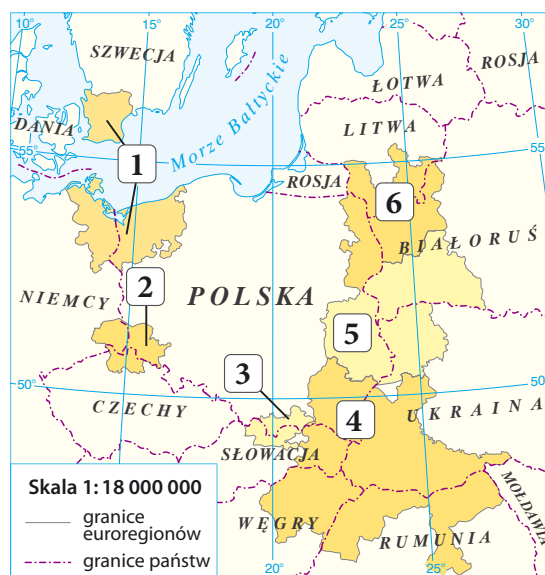 10°
15°
20°
25°
30°
SZWECJA
ROSJA
ŁOTWA
Morze Bałtyckie
DANIA
LITWA
1
55°
55°
ROSJA
6
BIAŁORUŚ
NIEMCY
2
POLSKA
5
3
50°
50°
CZECHY
4
UKRAINA
SŁOWACJA
Skala 1: 18 000 000
granice
euroregionów
granice państw
WĘGRY
RUMUNIA
MOŁDAWIA
20°
25°